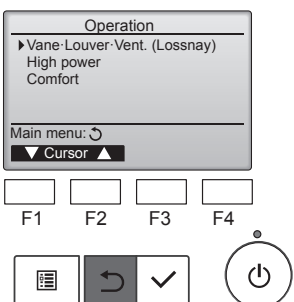 Operation
▶Vane·Louver·Vent. (Lossnay)
High power
Comfort
Main menu: ↺
▼ Cursor ▲
F1 F2 F3 F4